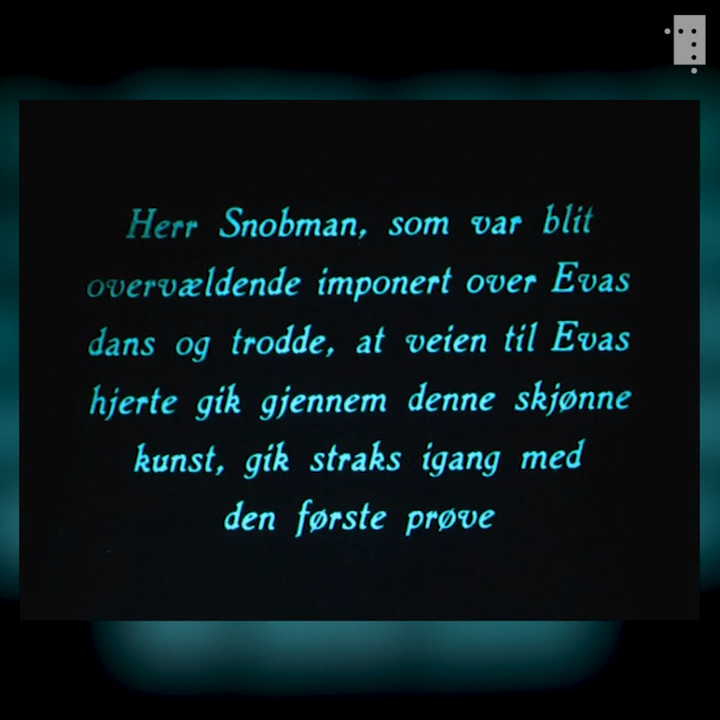 Herr Snobman, som var blit
overvældende imponert over Evas
dans og trodde, at veien til Evas
hjerte gik gjennem denne skjønne
kunst, gik straks igang med
den første prøve